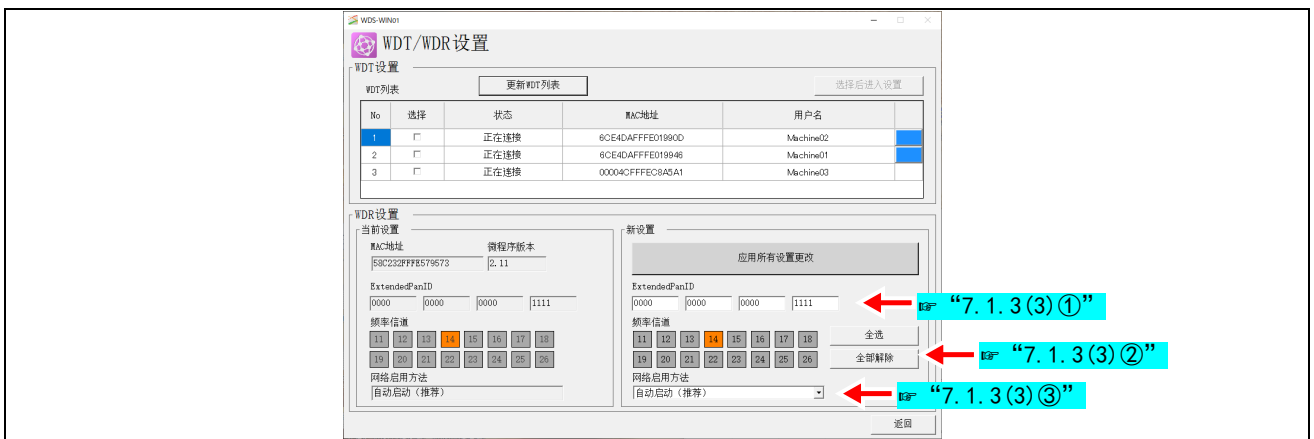 WDS-WIN01
WDT/WDR设置
WDT设置
WDT列表 更新WDT列表 选择后进入设置
No 选择 状态 MAC地址 用户名
1 正在连接 6CE4DAFFFE01990D Machine02
2 正在连接 6CE4DAFFFE019946 Machine01
3 正在连接 00004CFFFEC8A5A1 Machine03
WDR设置
当前设置 新设置
MAC地址 微程序版本 应用所有设置更改
58C232FFFE579573 2.11
ExtendedPanID ExtendedPanID
0000 0000 0000 1111 0000 0000 0000 1111 ☞ “7.1.3(3)①”
频率信道 频率信道
11 12 13 14 15 16 17 18 11 12 13 14 15 16 17 18 全选
19 20 21 22 23 24 25 26 19 20 21 22 23 24 25 26 全部解除 ☞ “7.1.3(3)②”
网络启用方法 网络启用方法
自动启动（推荐） 自动启动（推荐） ☞ “7.1.3(3)③”
返回